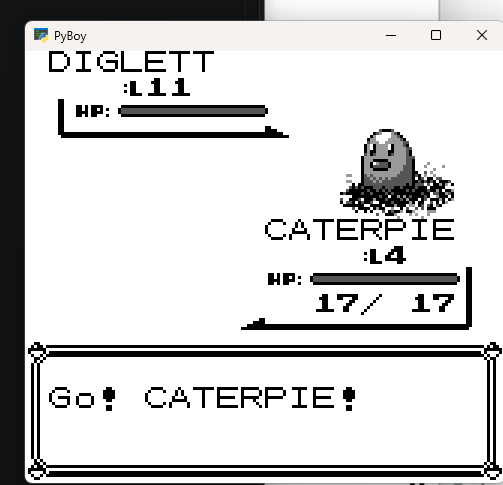 PyBoy
DIGLETT
:L11
HP:
CATERPIE
:L4
HP:
17/ 17
Go! CATERPIE!